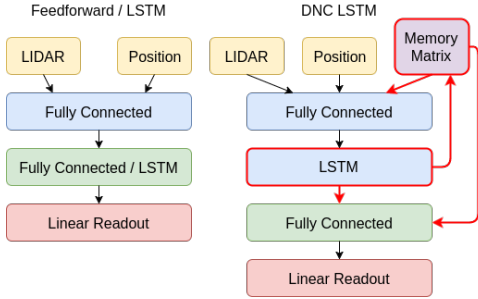 Feedforward / LSTM
LIDAR
Position
Fully Connected
Fully Connected / LSTM
Linear Readout
DNC LSTM
LIDAR
Position
Memory
Matrix
Fully Connected
LSTM
Fully Connected
Linear Readout